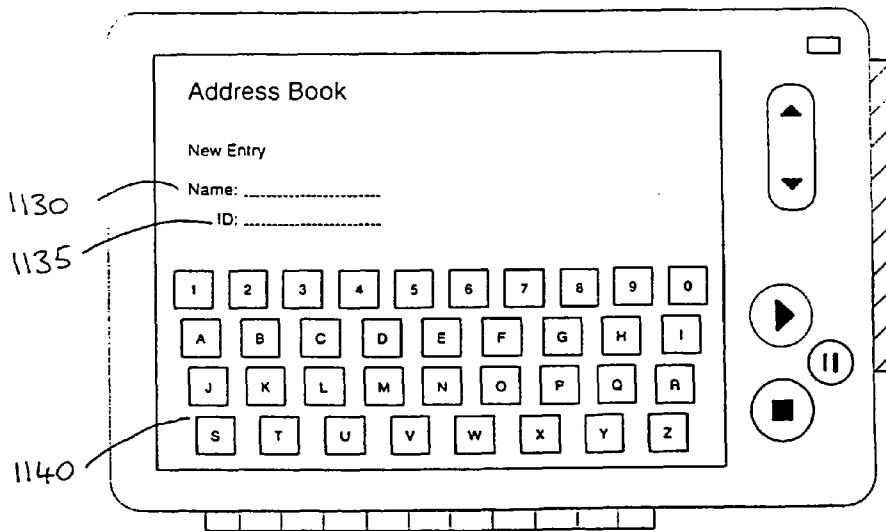 Address Book
New Entry
1130
Name:
1135
ID:
1 2 3 4 5 6 7 8 9 0
A B C D E F G H I
J K L M N O P Q R
1140
S T U V W X Y Z